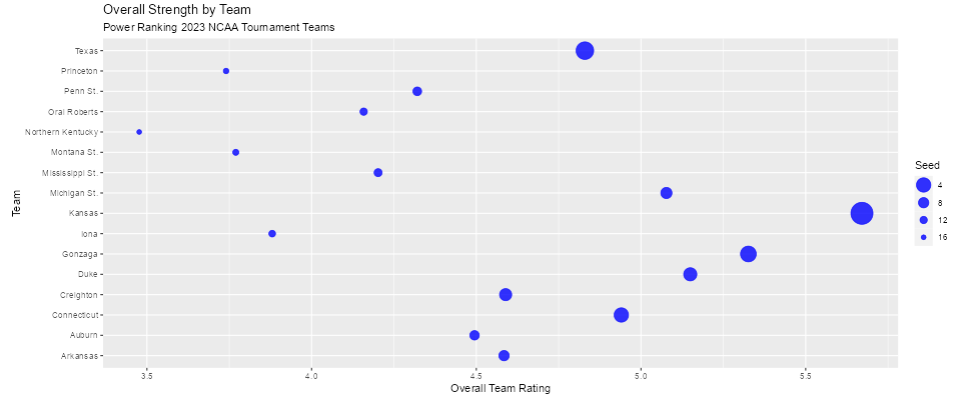 Overall Strength by Team
Power Ranking 2023 NCAA Tournament Teams
Team
Texas
Princeton
Penn St.
Oral Roberts
Northern Kentucky
Montana St.
Mississippi St.
Michigan St.
Kansas
Iona
Gonzaga
Duke
Creighton
Connecticut
Auburn
Arkansas
3.5 4.0 4.5 5.0 5.5
Overall Team Rating
Seed
4
8
12
16